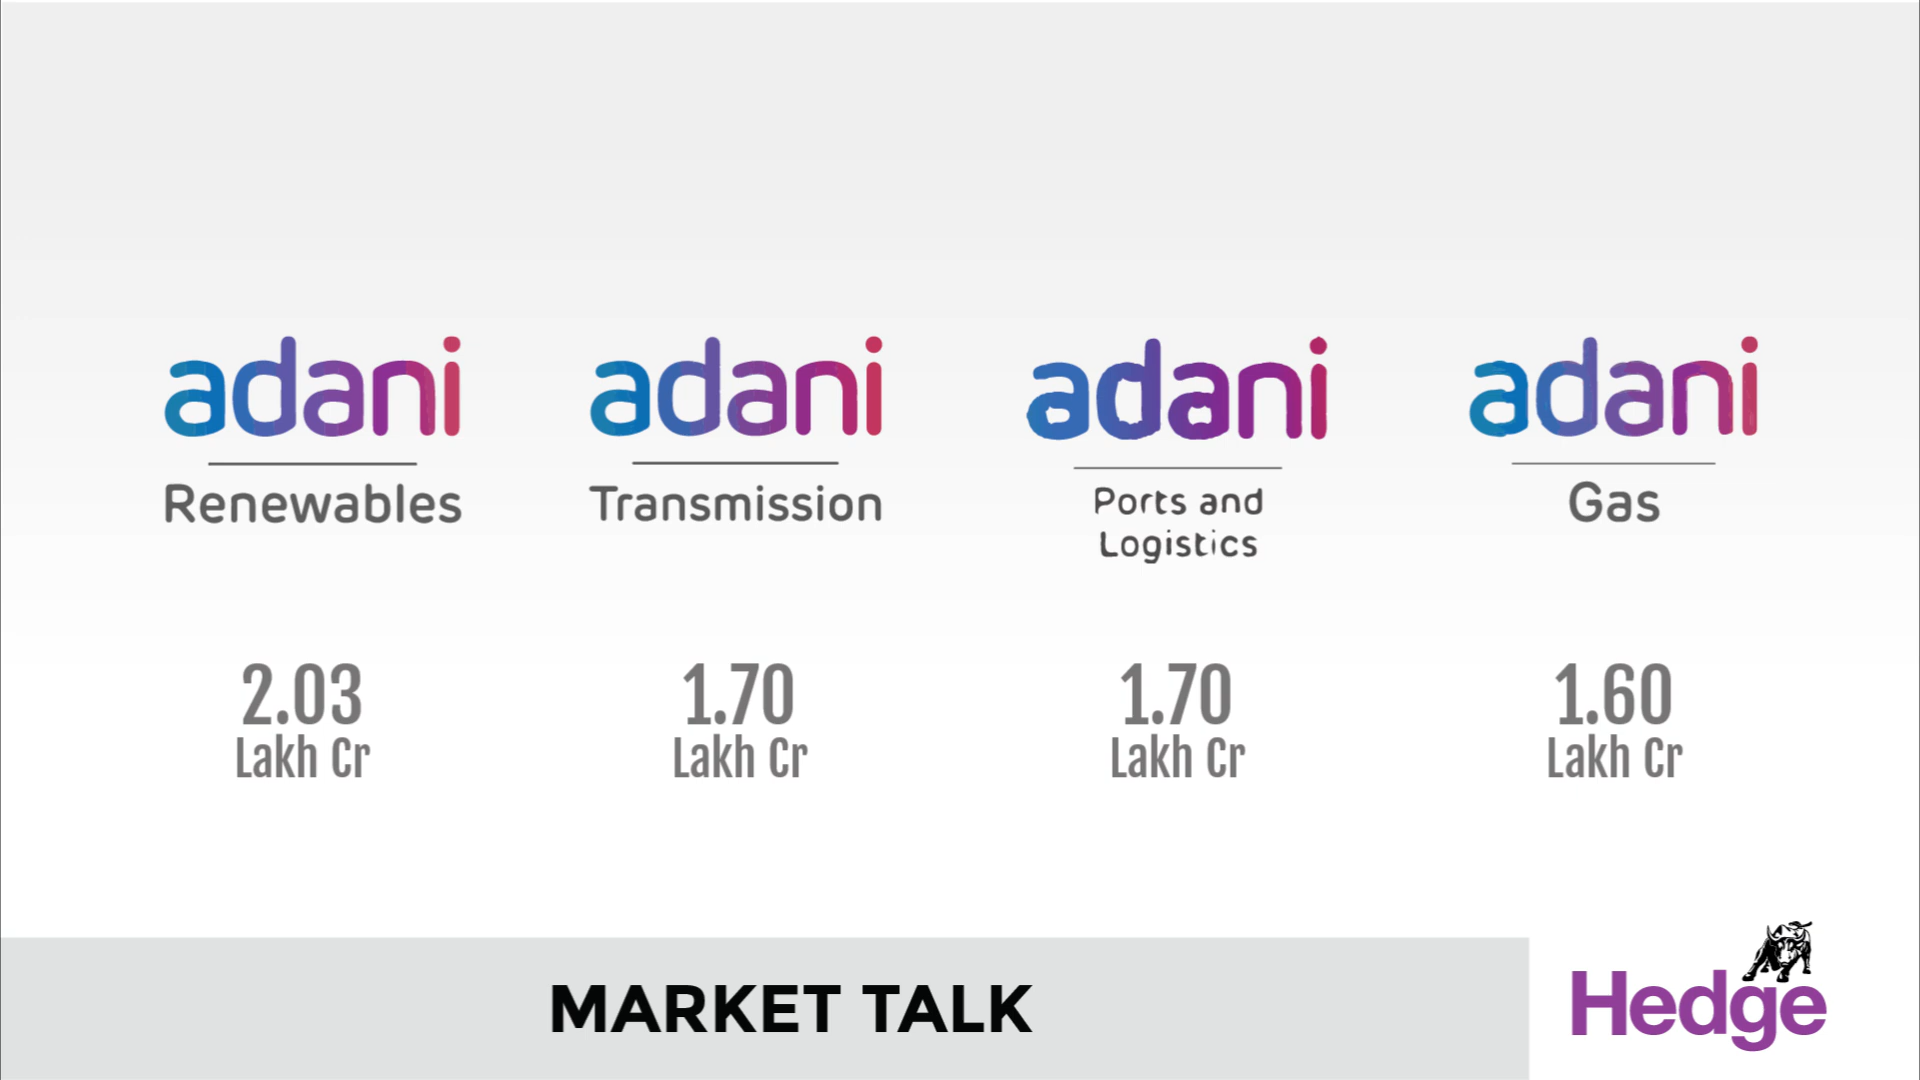 adani
Renewables
2.03
Lakh Cr
adani
Transmission
1.70
Lakh Cr
adani
Ports and
Logistics
1.70
Lakh Cr
adani
Gas
1.60
Lakh Cr
MARKET TALK
Hedge